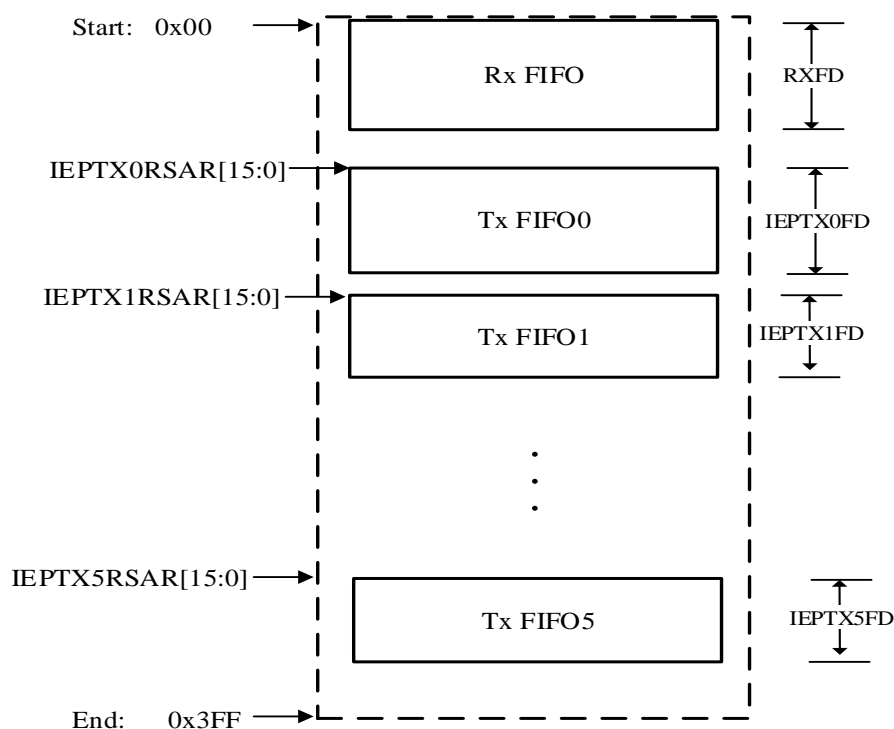 Start: 0x00
Rx FIFO
RXFD
IEPTX0RSAR[15:0]
Tx FIFO0
IEPTX0FD
IEPTX1RSAR[15:0]
Tx FIFO1
IEPTX1FD
IEPTX5RSAR[15:0]
Tx FIFO5
IEPTX5FD
End: 0x3FF